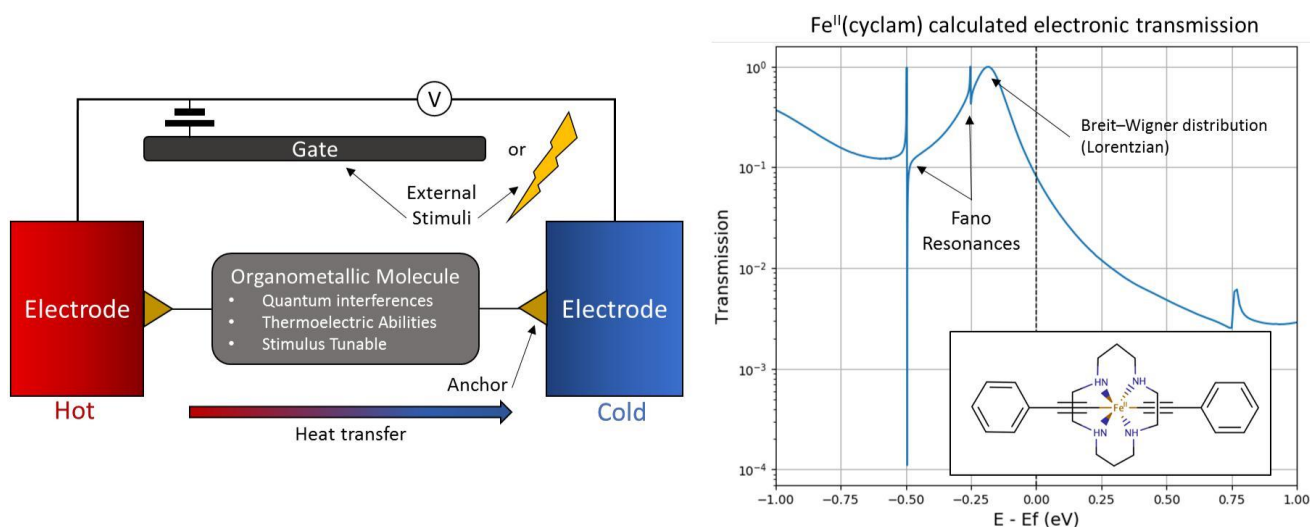 V
Gate
or
External
Stimuli
Electrode
Organometallic Molecule
• Quantum interferences
• Thermoelectric Abilities
• Stimulus Tunable
Electrode
Anchor
Hot
Cold
Heat transfer
Fe^II(cyclam) calculated electronic transmission
Transmission
10^0
10^-1
10^-2
10^-3
10^-4
Breit–Wigner distribution
(Lorentzian)
Fano
Resonances
HN
NH
Fe^II
HN
NH
−1.00
−0.75
−0.50
−0.25
0.00
0.25
0.50
0.75
1.00
E - Ef (eV)